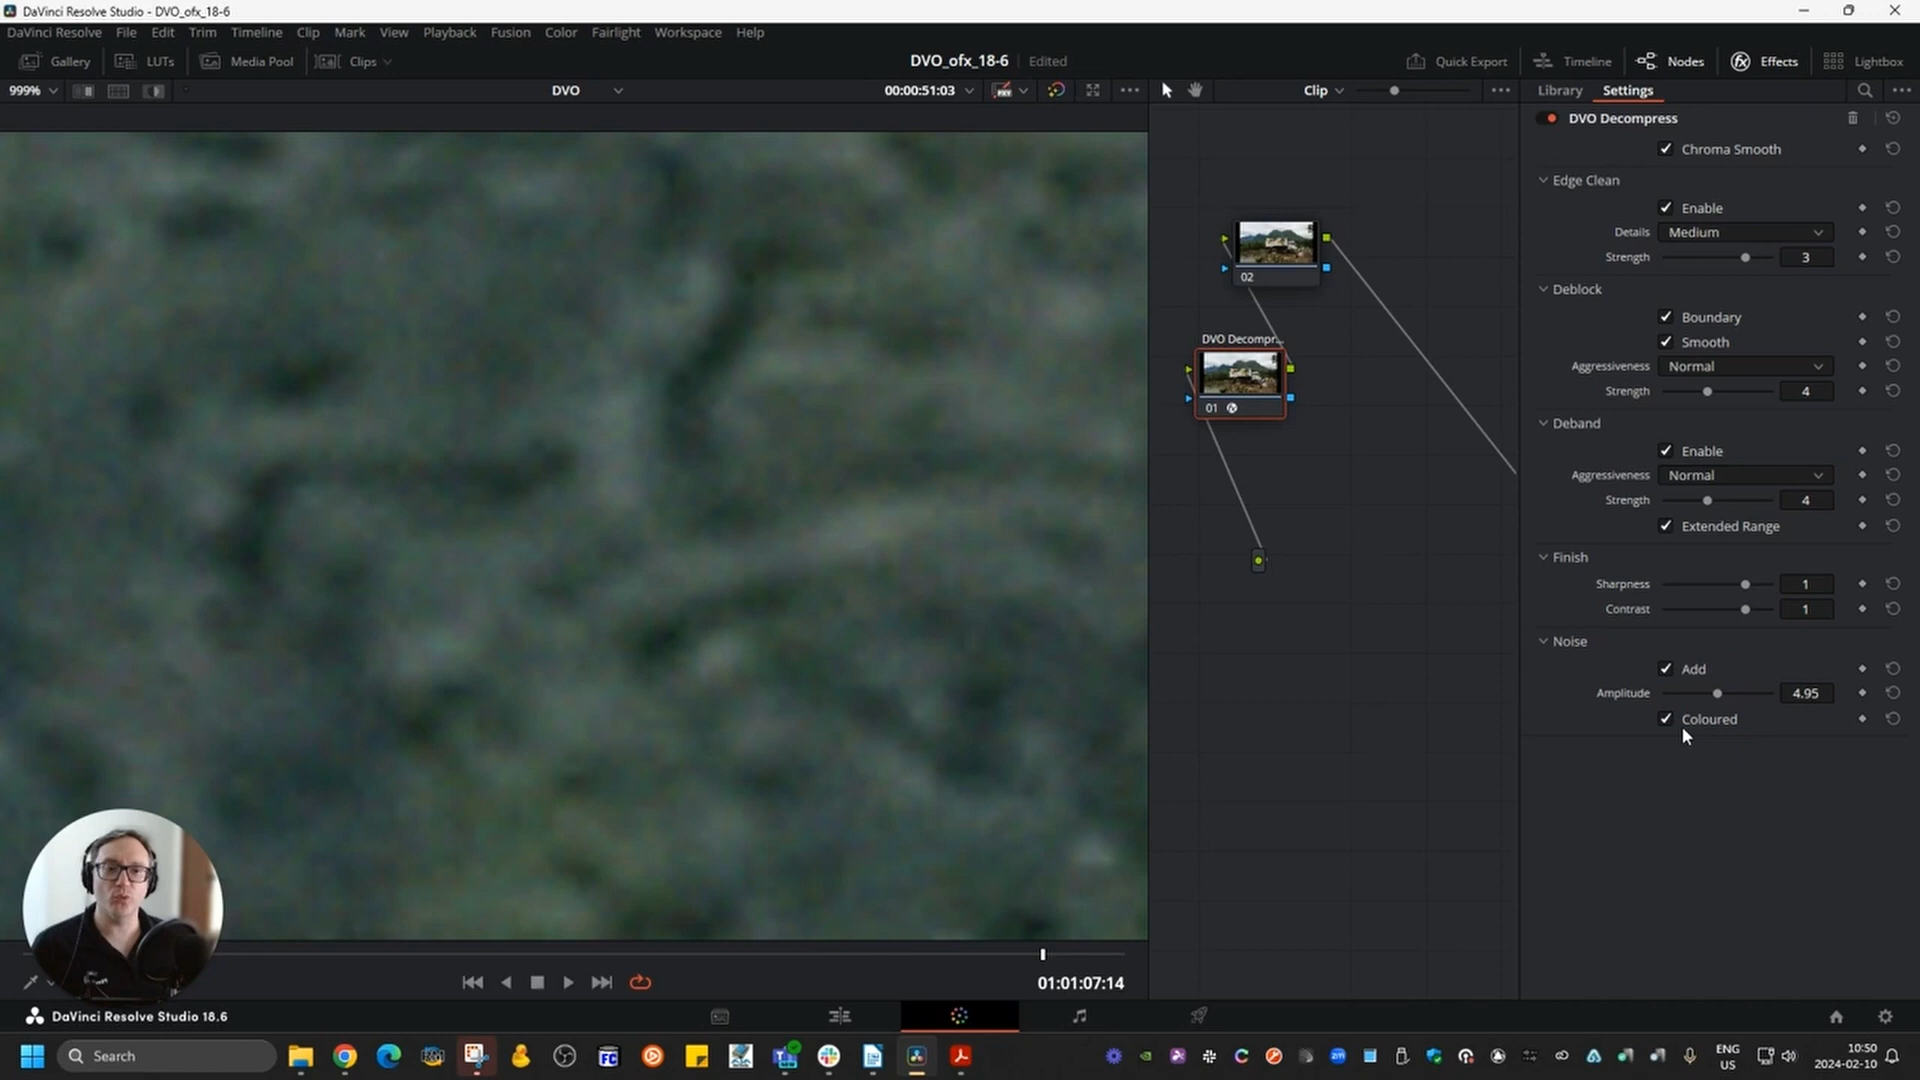 DaVinci Resolve Studio - DVO_ofx_18-6
DaVinci Resolve File Edit Trim Timeline Clip Mark View Playback Fusion Color Fairlight Workspace Help
Gallery LUTs Media Pool Clips DVO_ofx_18-6 Edited Quick Export Timeline Nodes Effects Lightbox
999% DVO 00:00:51:03 Clip Library Settings
DVO Decompress
Chroma Smooth
Edge Clean
Enable
Details Medium
Strength 3
Deblock
Boundary
Smooth
Aggressiveness Normal
Strength 4
Deband
Enable
Aggressiveness Normal
Strength 4
Extended Range
Finish
Sharpness 1
Contrast 1
Noise
Add
Amplitude 4.95
Coloured
02
DVO Decompr...
01
01:01:07:14
DaVinci Resolve Studio 18.6
Search
ENG
US
10:50
2024-02-10